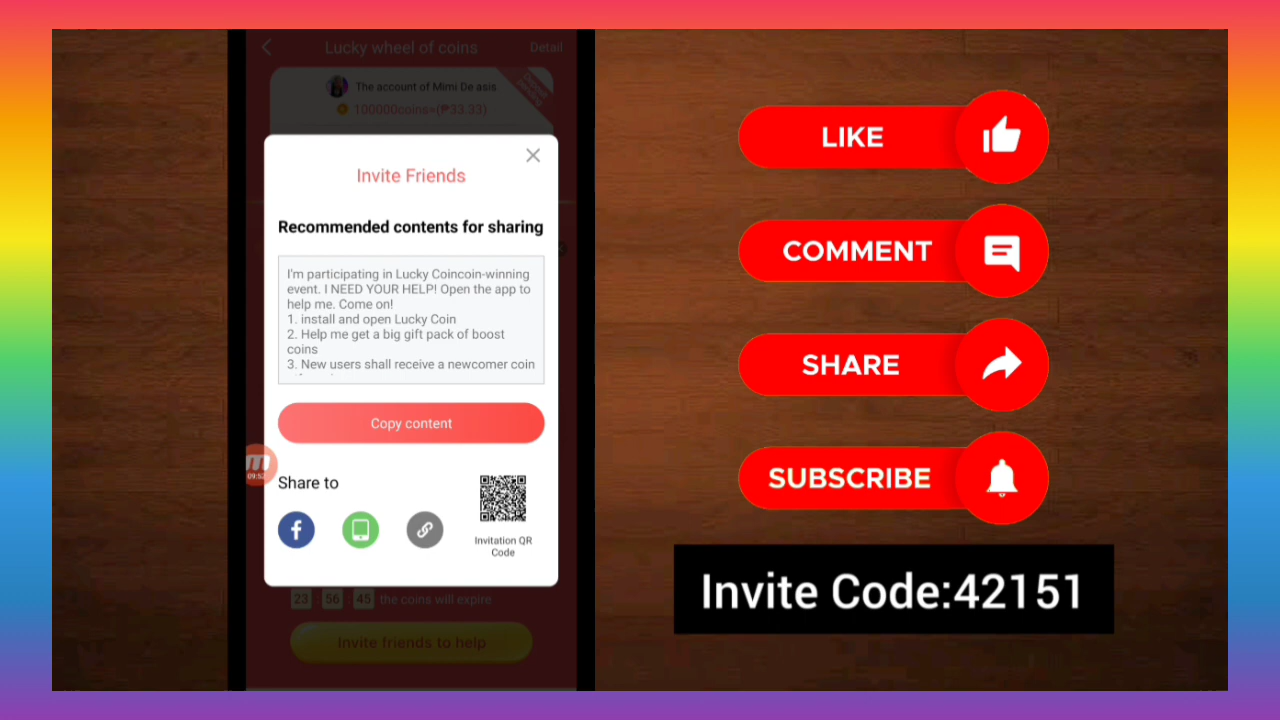 Lucky wheel of coins
Detail
The account of Mimi De asis
100000coins≈(₱33.33)
Invite Friends
Recommended contents for sharing
I'm participating in Lucky Coincoin-winning
event. I NEED YOUR HELP! Open the app to
help me. Come on!
1. install and open Lucky Coin
2. Help me get a big gift pack of boost
coins
3. New users shall receive a newcomer coin
Copy content
09:52
Share to
Invitation QR
Code
23 56 45 the coins will expire
Invite friends to help
LIKE
COMMENT
SHARE
SUBSCRIBE
Invite Code:42151